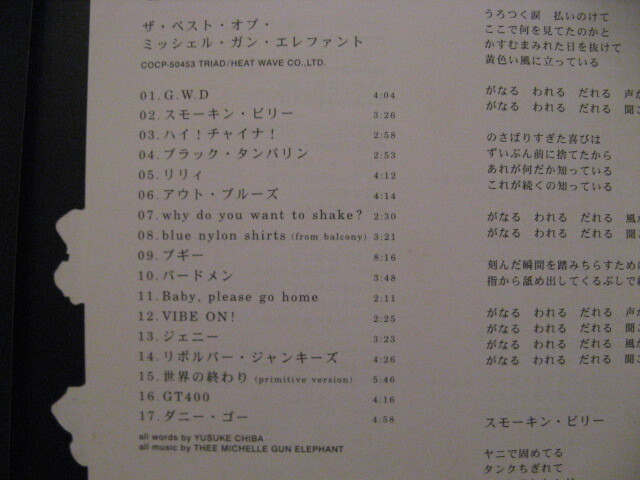 ザ・ベスト・オブ・
ミッシェル・ガン・エレファント
COCP-50453 TRIAD/HEAT WAVE CO.,LTD.
01.G.W.D 4:04
02.スモーキン・ビリー 3:26
03.ハイ！チャイナ！ 2:58
04.ブラック・タンバリン 2:53
05.リリィ 4:12
06.アウト・ブルーズ 4:14
07.why do you want to shake? 2:30
08.blue nylon shirts (from balcony) 3:21
09.ブギー 8:16
10.バードメン 3:48
11.Baby, please go home 2:11
12.VIBE ON! 2:25
13.ジェニー 3:23
14.リボルバー・ジャンキーズ 4:26
15.世界の終わり (primitive version) 5:46
16.GT400 4:16
17.ダニー・ゴー 4:58
all words by YUSUKE CHIBA
all music by THEE MICHELLE GUN ELEPHANT
うろつく涙　払いのけて
ここで何を見てたのかと
かすむまみれた日を抜けて
黄色い風に立っている
がなる　われる　だれる　声が
がなる　われる　だれる　聞こ
のさばりすぎた喜びは
ずいぶん前に捨てたから
あれが何だか知っている
これが続くの知っている
がなる　われる　だれる　風が
がなる　われる　だれる　聞こ
刻んだ瞬間を踏みちらすために
指から舐め出してくるぶしで
がなる　われる　だれる　声が
がなる　われる　だれる　聞こ
がなる　われる　だれる　風が
がなる　われる　だれる　聞こ
スモーキン・ビリー
ヤニで固めてる
タンクちぎれて